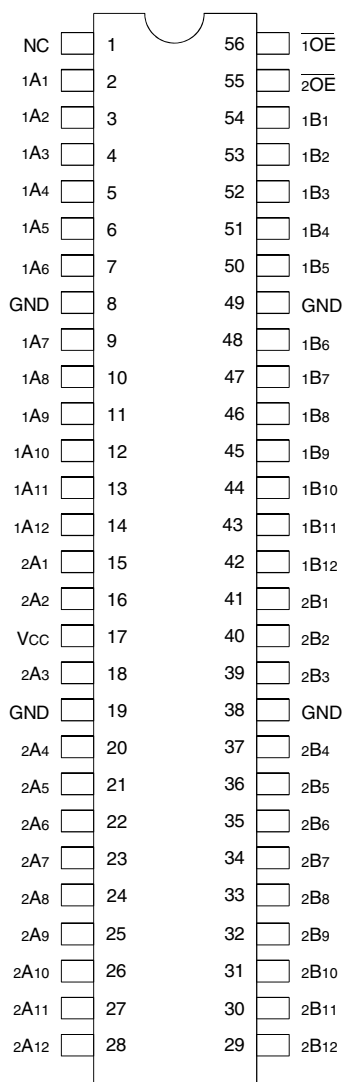 NC 1 56 1OE
1A1 2 55 2OE
1A2 3 54 1B1
1A3 4 53 1B2
1A4 5 52 1B3
1A5 6 51 1B4
1A6 7 50 1B5
GND 8 49 GND
1A7 9 48 1B6
1A8 10 47 1B7
1A9 11 46 1B8
1A10 12 45 1B9
1A11 13 44 1B10
1A12 14 43 1B11
2A1 15 42 1B12
2A2 16 41 2B1
VCC 17 40 2B2
2A3 18 39 2B3
GND 19 38 GND
2A4 20 37 2B4
2A5 21 36 2B5
2A6 22 35 2B6
2A7 23 34 2B7
2A8 24 33 2B8
2A9 25 32 2B9
2A10 26 31 2B10
2A11 27 30 2B11
2A12 28 29 2B12